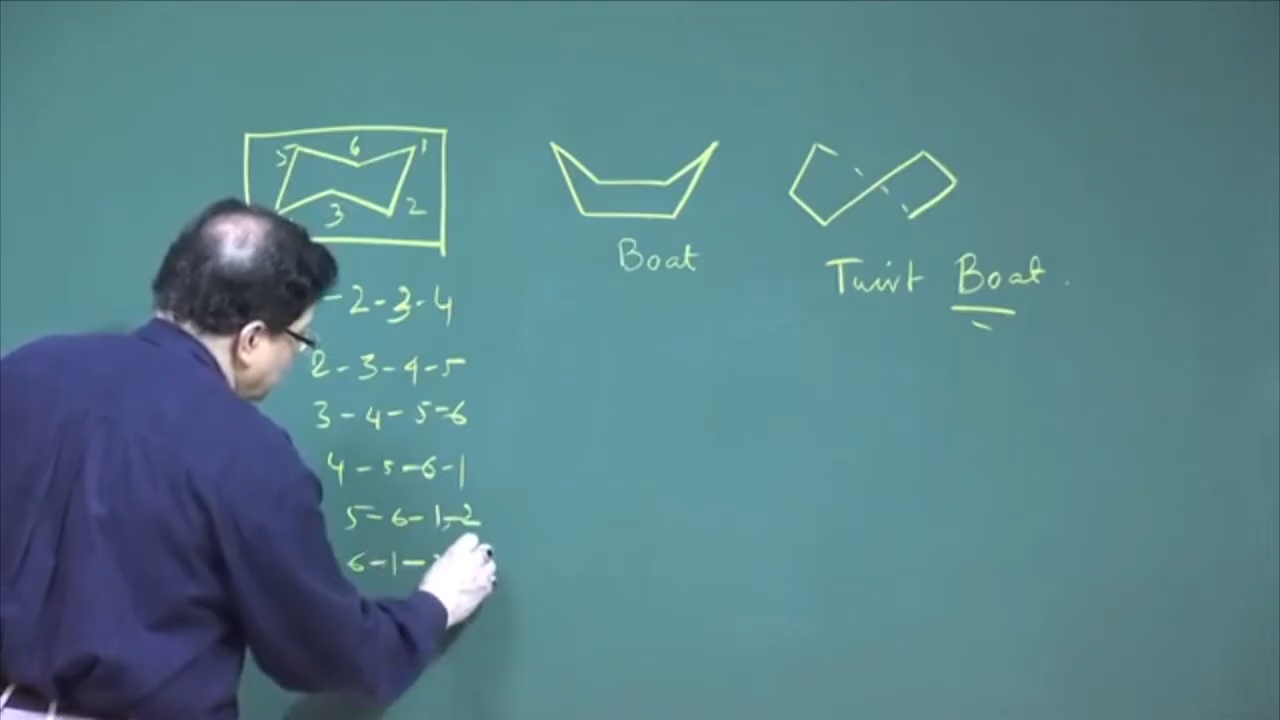 5 6 1
3 2
Boat
Twist Boat.
- 2 - 3 - 4
2 - 3 - 4 - 5
3 - 4 - 5 - 6
4 - 5 - 6 - 1
5 - 6 - 1 - 2
6 - 1 -